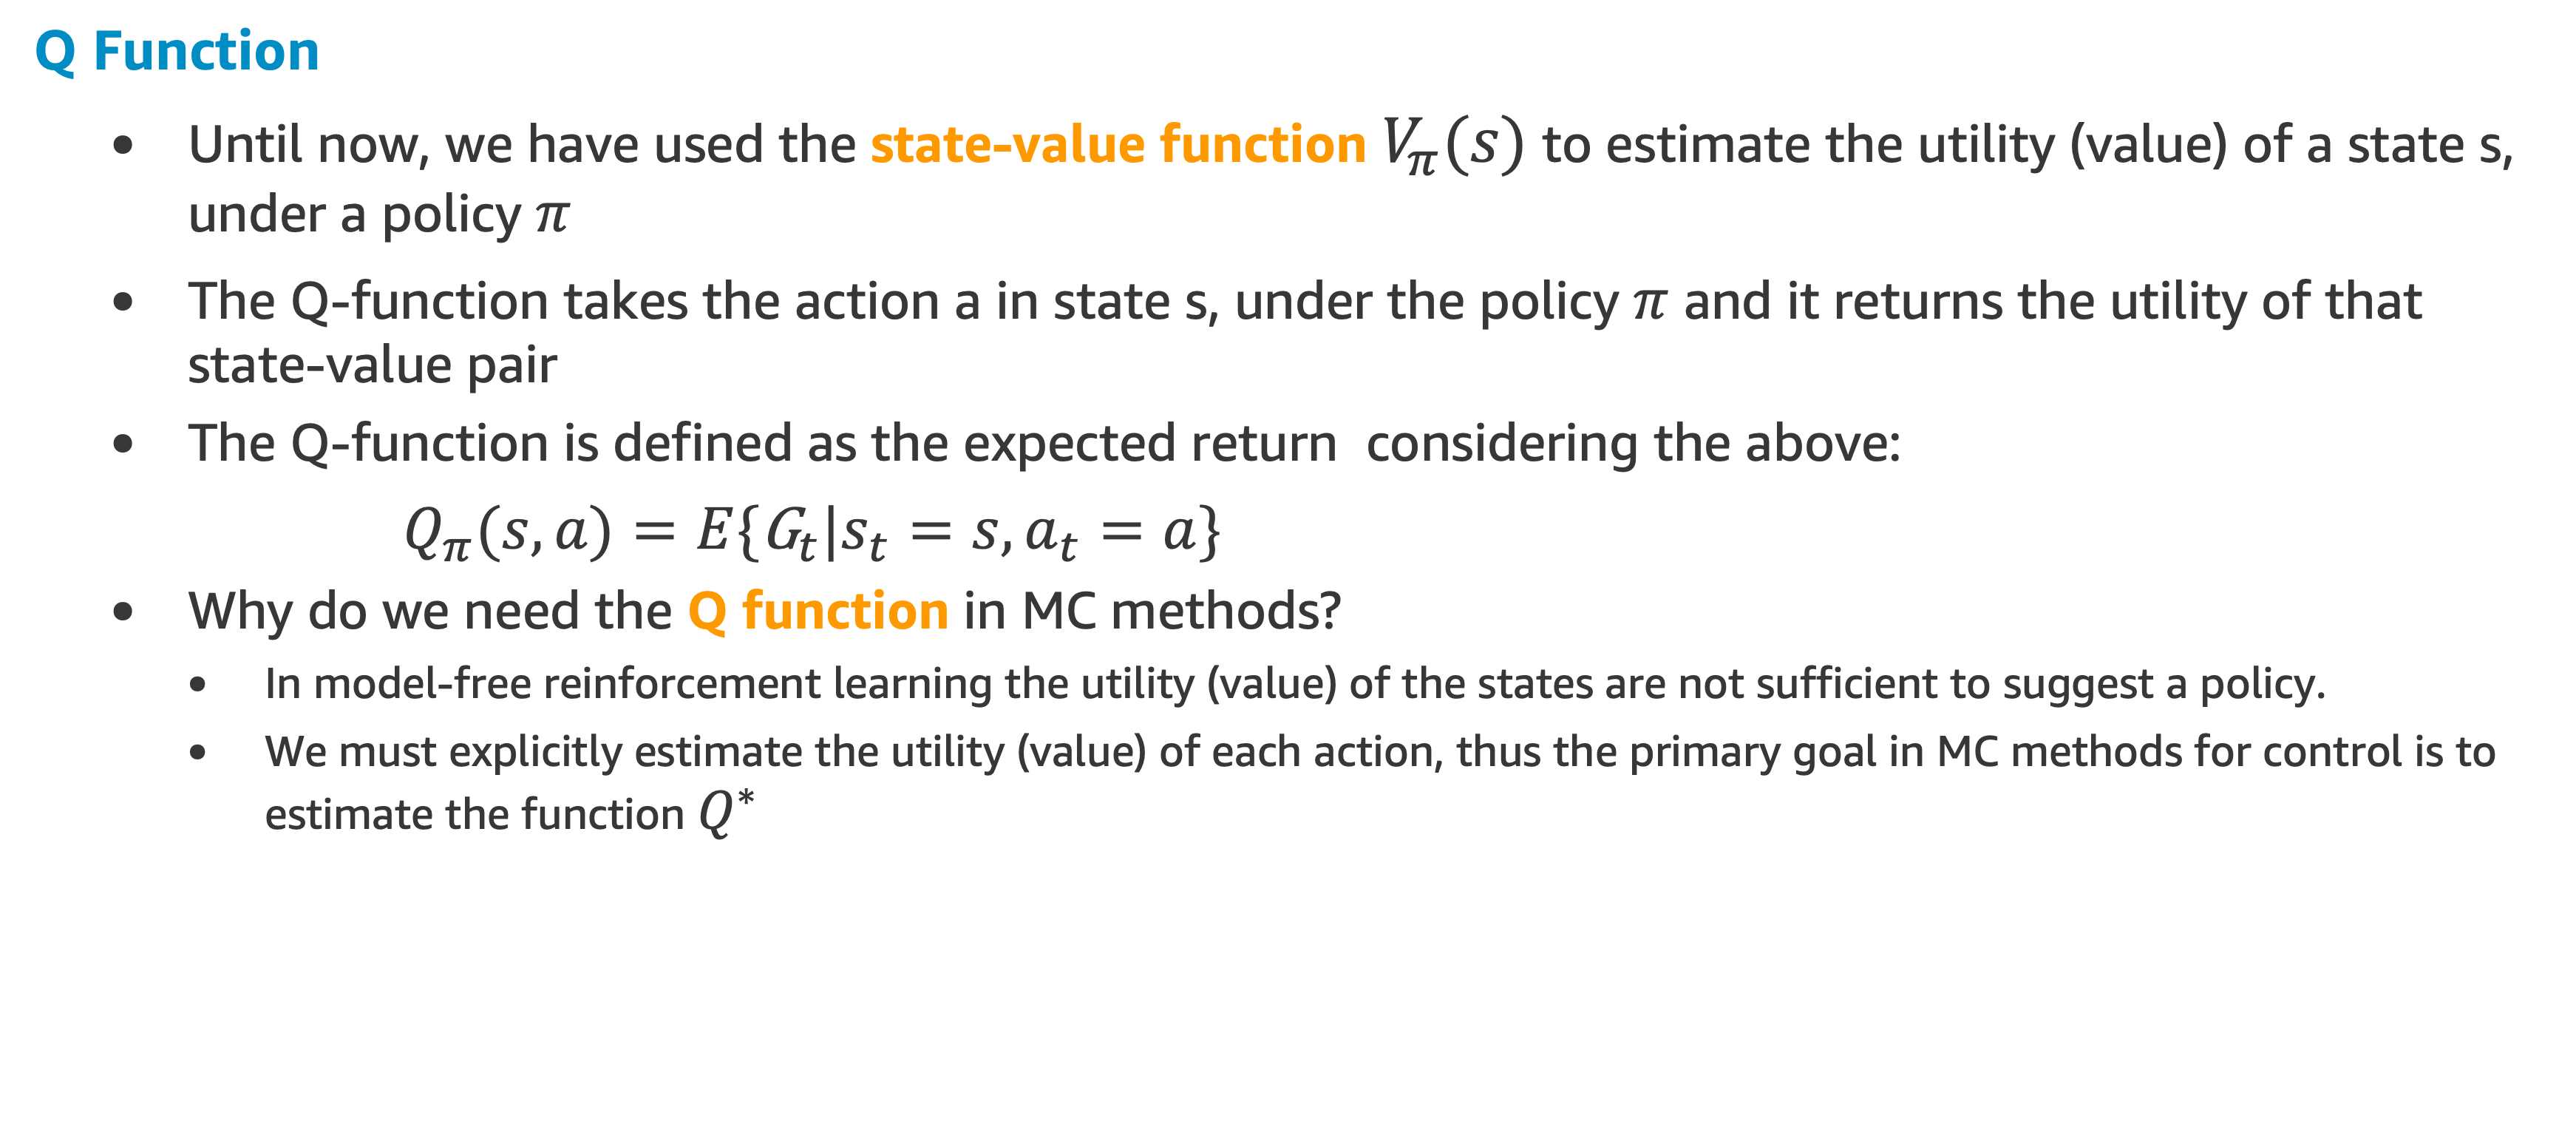 Q Function
• Until now, we have used the state-value function V_π(s) to estimate the utility (value) of a state s,
under a policy π
• The Q-function takes the action a in state s, under the policy π and it returns the utility of that
state-value pair
• The Q-function is defined as the expected return  considering the above:
Q_π(s, a) = E{G_t|s_t = s, a_t = a}
• Why do we need the Q function in MC methods?
• In model-free reinforcement learning the utility (value) of the states are not sufficient to suggest a policy.
• We must explicitly estimate the utility (value) of each action, thus the primary goal in MC methods for control is to
estimate the function Q*